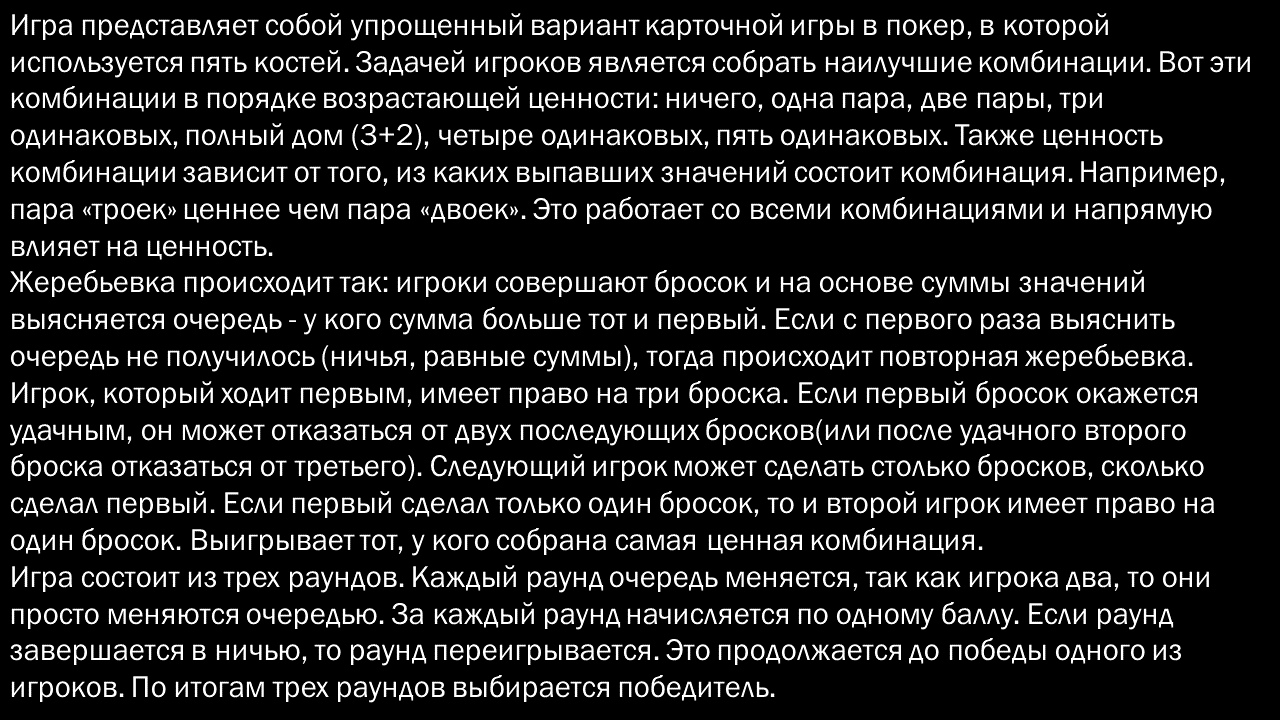 Игра представляет собой упрощенный вариант карточной игры в покер, в которой
используется пять костей. Задачей игроков является собрать наилучшие комбинации. Вот эти
комбинации в порядке возрастающей ценности: ничего, одна пара, две пары, три
одинаковых, полный дом (3+2), четыре одинаковых, пять одинаковых. Также ценность
комбинации зависит от того, из каких выпавших значений состоит комбинация. Например,
пара «троек» ценнее чем пара «двоек». Это работает со всеми комбинациями и напрямую
влияет на ценность.
Жеребьевка происходит так: игроки совершают бросок и на основе суммы значений
выясняется очередь - у кого сумма больше тот и первый. Если с первого раза выяснить
очередь не получилось (ничья, равные суммы), тогда происходит повторная жеребьевка.
Игрок, который ходит первым, имеет право на три броска. Если первый бросок окажется
удачным, он может отказаться от двух последующих бросков(или после удачного второго
броска отказаться от третьего). Следующий игрок может сделать столько бросков, сколько
сделал первый. Если первый сделал только один бросок, то и второй игрок имеет право на
один бросок. Выигрывает тот, у кого собрана самая ценная комбинация.
Игра состоит из трех раундов. Каждый раунд очередь меняется, так как игрока два, то они
просто меняются очередью. За каждый раунд начисляется по одному баллу. Если раунд
завершается в ничью, то раунд переигрывается. Это продолжается до победы одного из
игроков. По итогам трех раундов выбирается победитель.